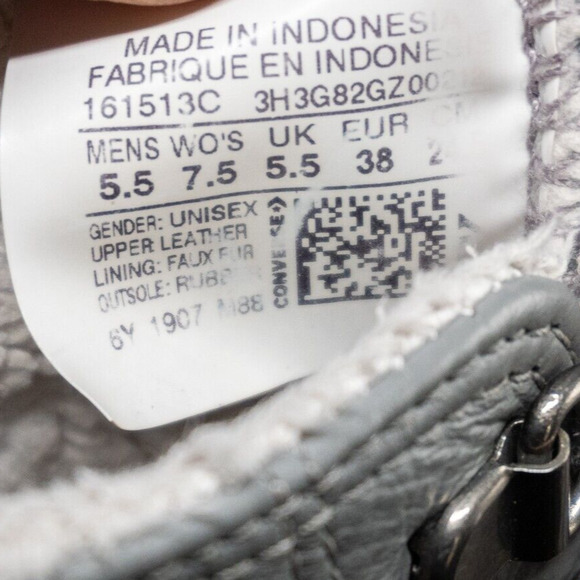 MADE IN INDONESIA
FABRIQUE EN INDONES
161513C 3H3G82GZ00
MENS WO'S UK EUR
5.5 7.5 5.5 38 2
GENDER: UNISEX
UPPER LEATHER
LINING: FAUX FUR
OUTSOLE: RUBBER
6Y 1907 M88
CONVERSE